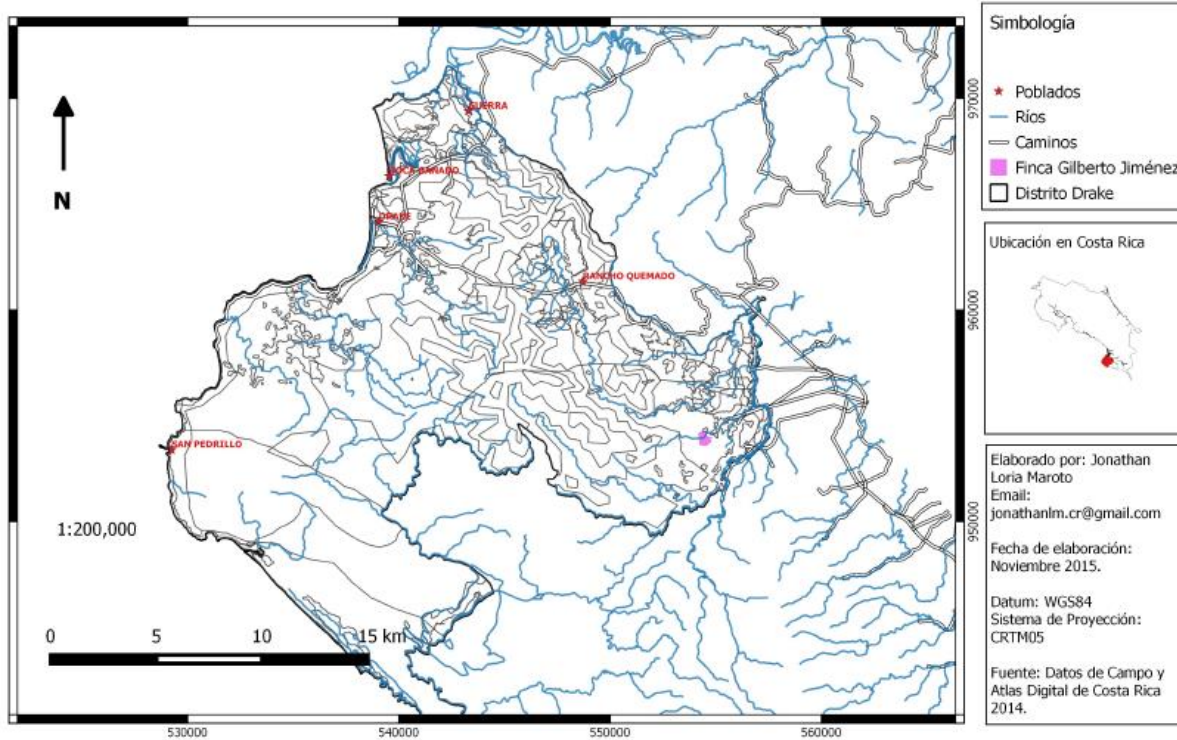 Simbología
Poblados
Ríos
Caminos
Finca Gilberto Jiménez
Distrito Drake
Ubicación en Costa Rica
Elaborado por: Jonathan
Loria Maroto
Email:
jonathanlm.cr@gmail.com
Fecha de elaboración:
Noviembre 2015.
Datum: WGS84
Sistema de Proyección:
CRTM05
Fuente: Datos de Campo y
Atlas Digital de Costa Rica
2014.
N
GUERRA
BOCA GANADO
DRAKE
RANCHO QUEMADO
SAN PEDRILLO
1:200,000
0 5 10 15 km
970000
960000
950000
530000 540000 550000 560000